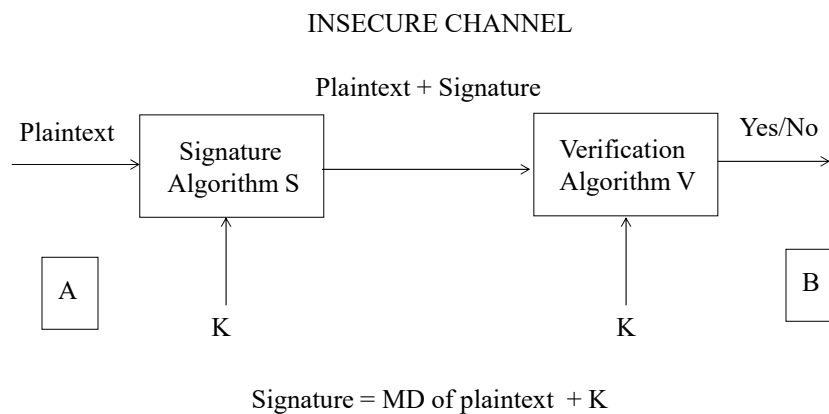 INSECURE CHANNEL
Plaintext + Signature
Plaintext
Yes/No
Signature
Algorithm S
Verification
Algorithm V
A
B
K
K
Signature = MD of plaintext + K